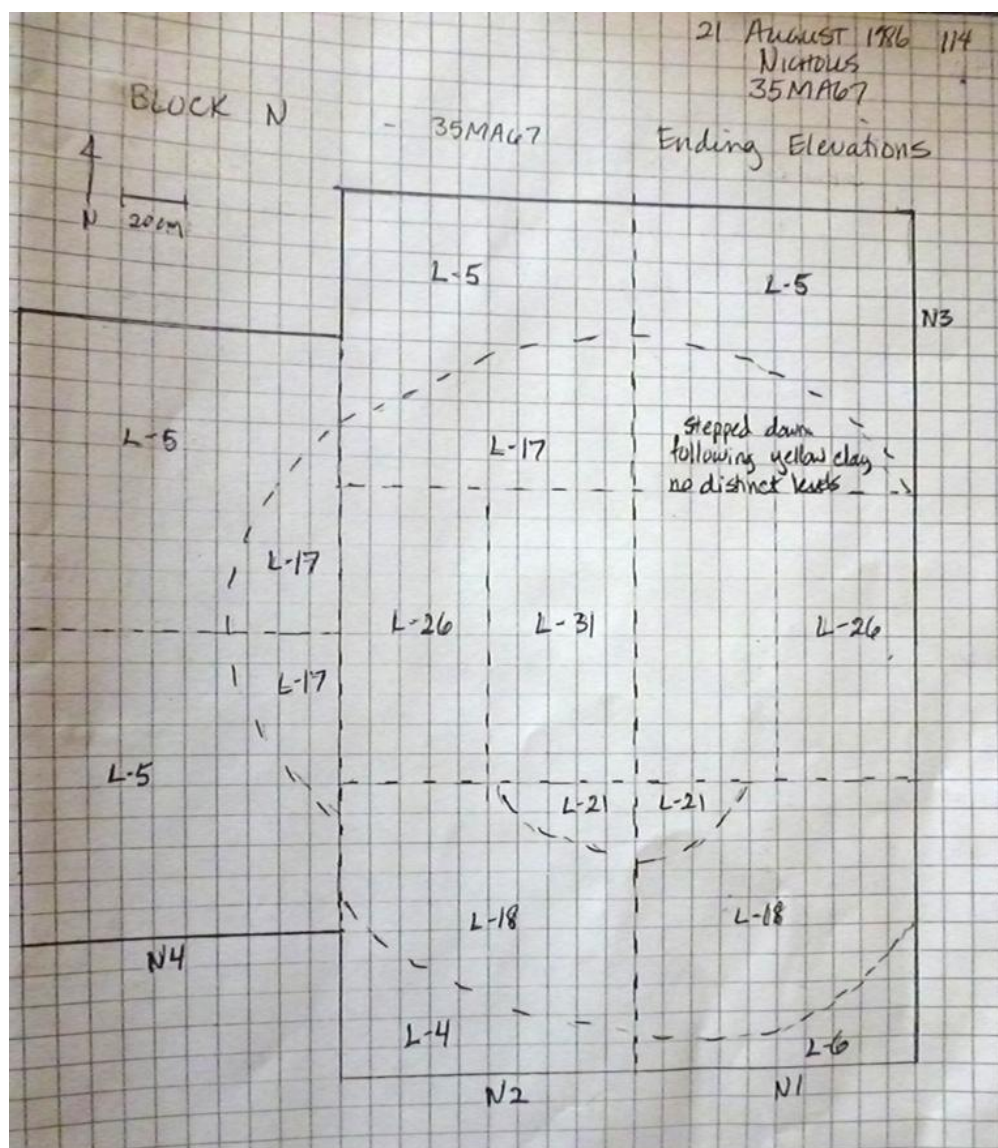 21 August 1986 114
Nichols
35MA67
BLOCK N - 35MA67 Ending Elevations
N 20cm
L-5 L-5
N3
L-5
L-17
Stepped down
following yellow clay
no distinct levels
L-17
L-26 L-31 L-26
L-17
L-5
L-21 L-21
L-18 L-18
N4
L-4 L-6
N2 N1